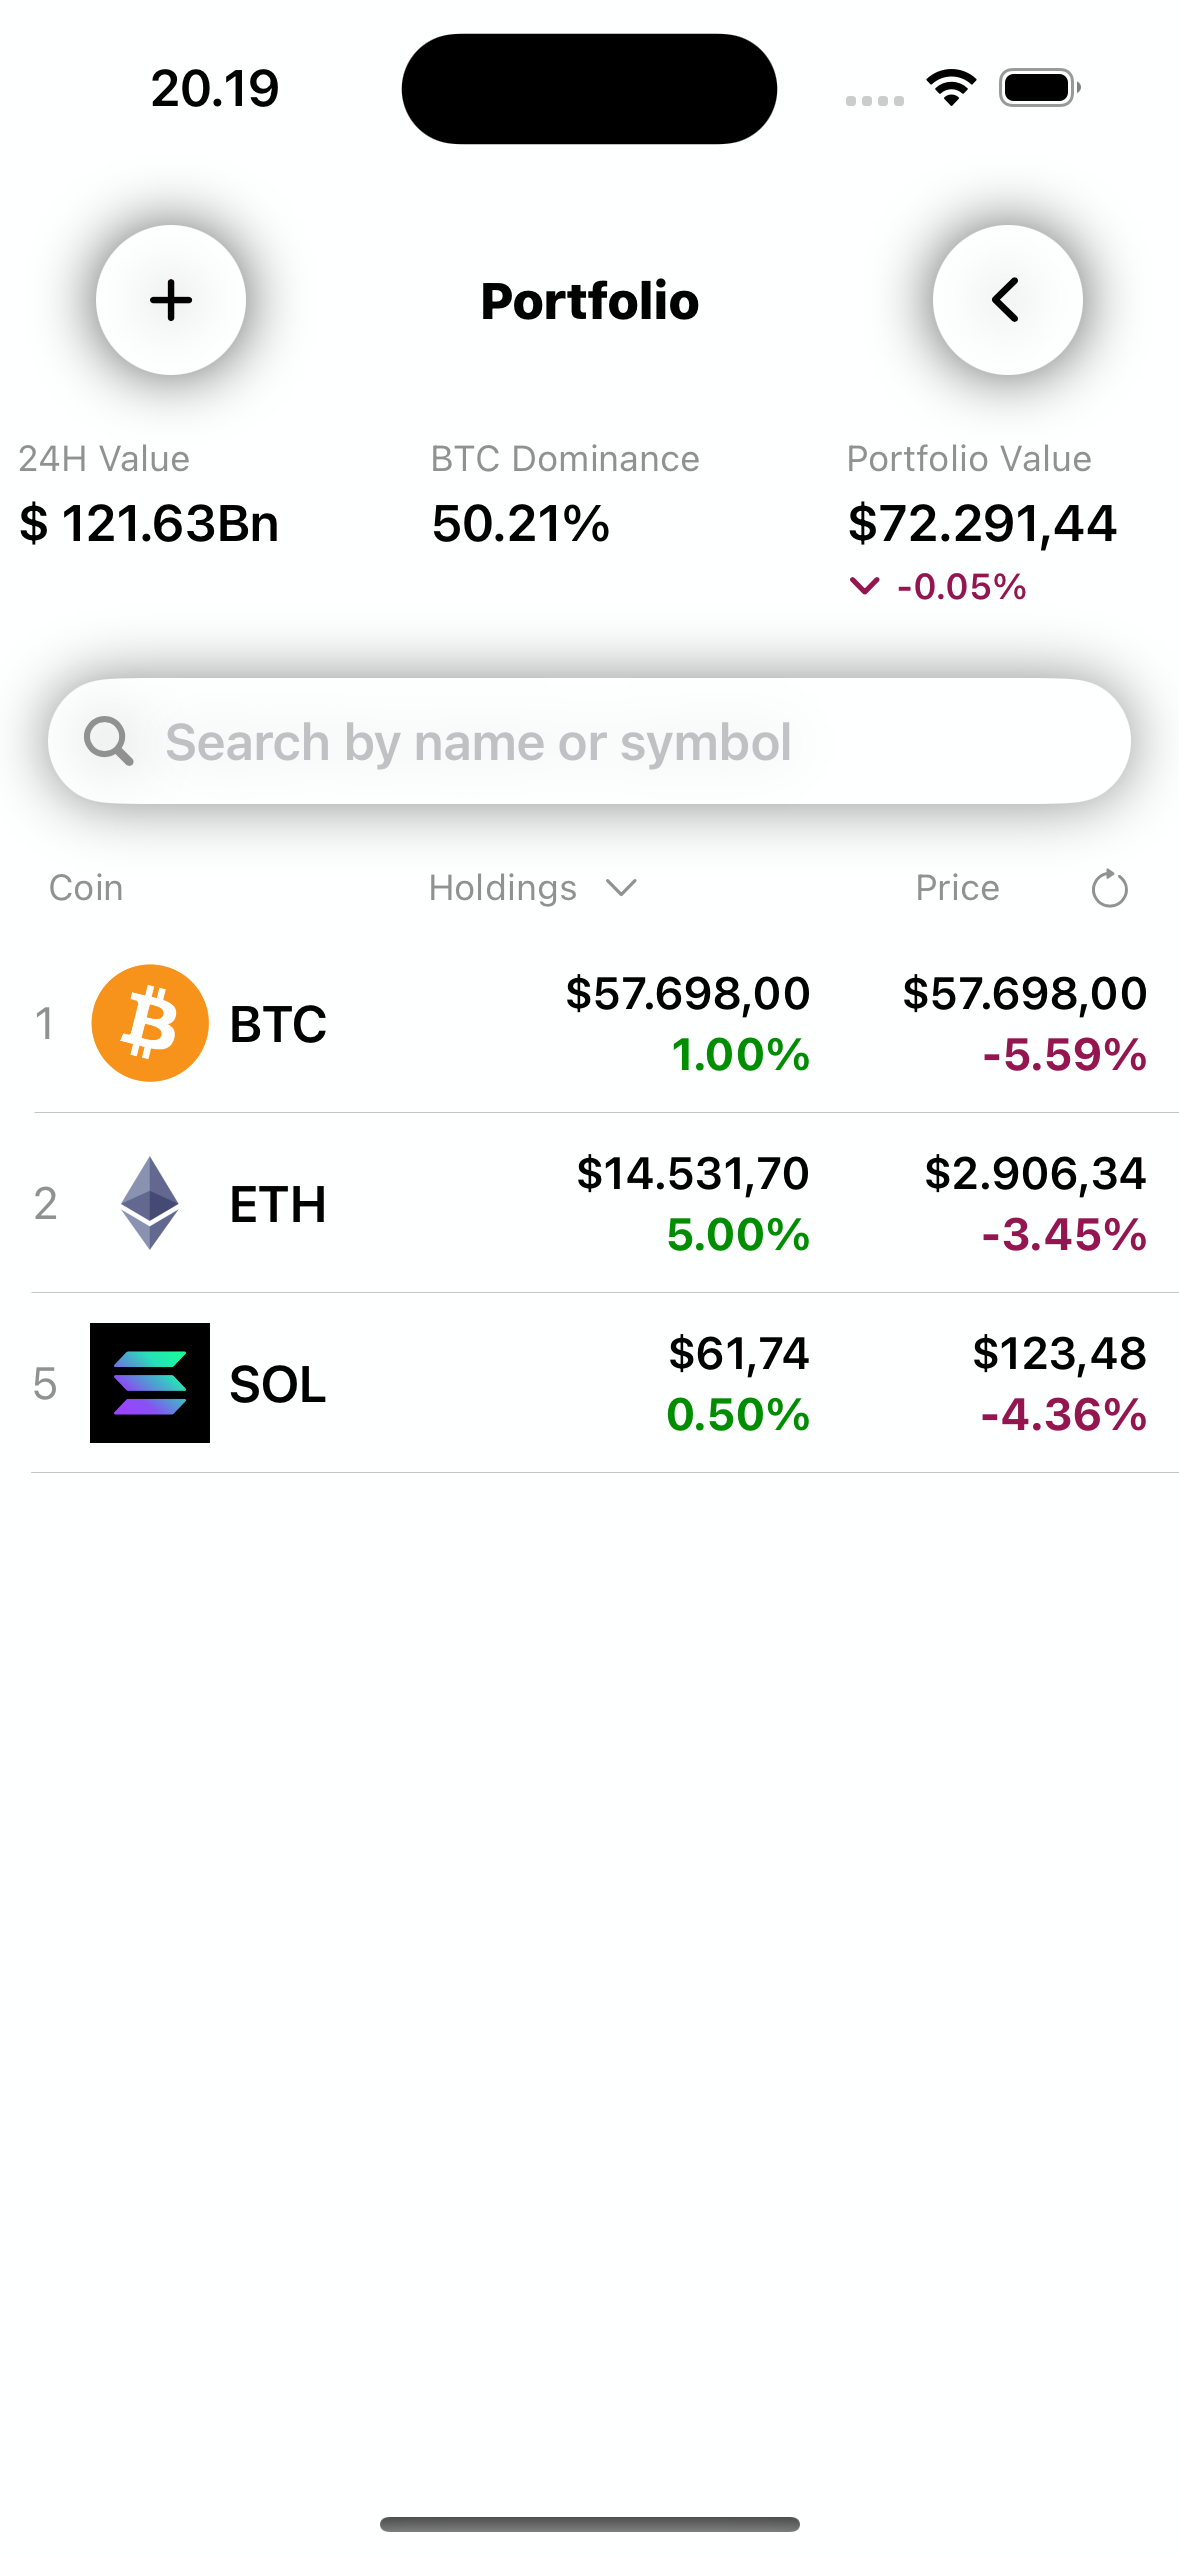 20.19
Portfolio
24H Value BTC Dominance Portfolio Value
$ 121.63Bn 50.21% $72.291,44
-0.05%
Search by name or symbol
Coin Holdings Price
1 BTC $57.698,00 $57.698,00
1.00% -5.59%
2 ETH $14.531,70 $2.906,34
5.00% -3.45%
5 SOL $61,74 $123,48
0.50% -4.36%